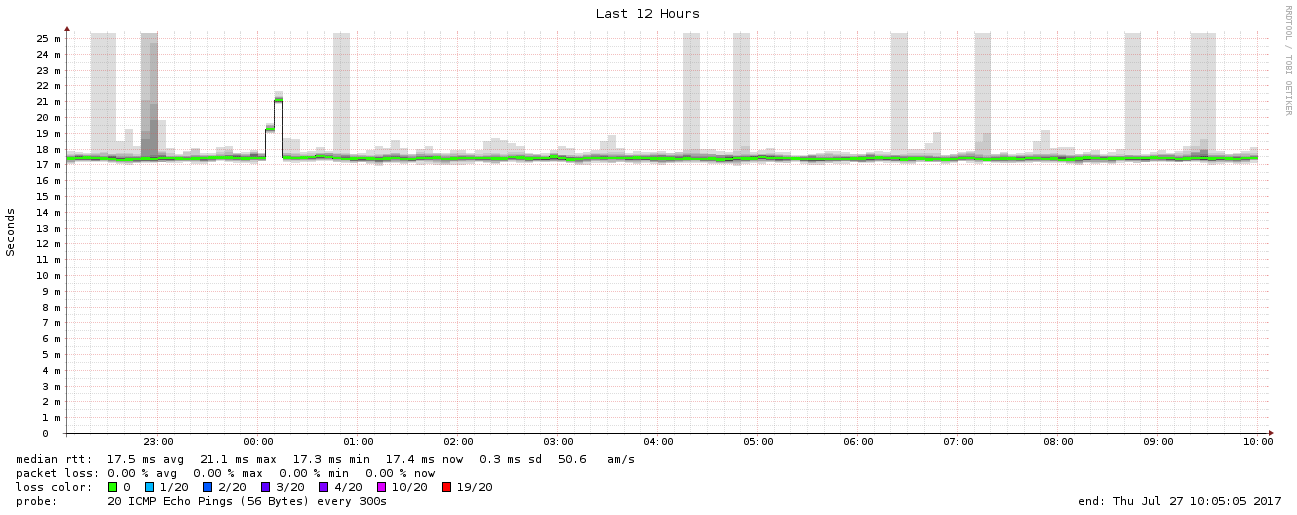 Last 12 Hours
RRDTOOL / TOBI OETIKER
Seconds
25 m
24 m
23 m
22 m
21 m
20 m
19 m
18 m
17 m
16 m
15 m
14 m
13 m
12 m
11 m
10 m
9 m
8 m
7 m
6 m
5 m
4 m
3 m
2 m
1 m
0
23:00 00:00 01:00 02:00 03:00 04:00 05:00 06:00 07:00 08:00 09:00 10:00
median rtt: 17.5 ms avg 21.1 ms max 17.3 ms min 17.4 ms now 0.3 ms sd 50.6 am/s
packet loss: 0.00 % avg 0.00 % max 0.00 % min 0.00 % now
loss color: 0 1/20 2/20 3/20 4/20 10/20 19/20
probe: 20 ICMP Echo Pings (56 Bytes) every 300s
end: Thu Jul 27 10:05:05 2017